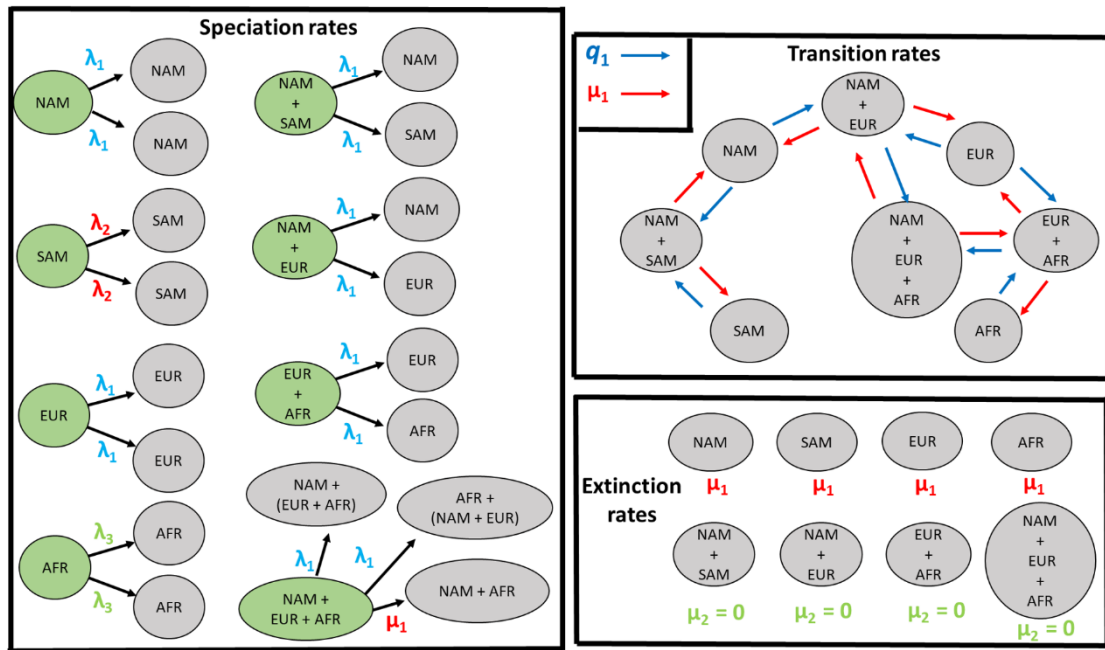 Speciation rates
λ1
NAM
NAM
λ1
NAM
λ1
NAM
NAM
+
SAM
λ1
SAM
λ2
SAM
SAM
λ2
SAM
λ1
NAM
NAM
+
EUR
λ1
EUR
λ1
EUR
EUR
λ1
EUR
λ1
EUR
EUR
+
AFR
λ1
AFR
λ3
AFR
AFR
λ3
AFR
NAM +
(EUR + AFR)
AFR +
(NAM + EUR)
λ1
λ1
NAM +
EUR + AFR
μ1
NAM + AFR
q1
μ1
Transition rates
NAM
+
EUR
NAM
EUR
NAM
+
SAM
NAM
+
EUR
+
AFR
EUR
+
AFR
SAM
AFR
Extinction
rates
NAM
SAM
EUR
AFR
μ1
μ1
μ1
μ1
NAM
+
SAM
NAM
+
EUR
EUR
+
AFR
NAM
+
EUR
+
AFR
μ2 = 0
μ2 = 0
μ2 = 0
μ2 = 0